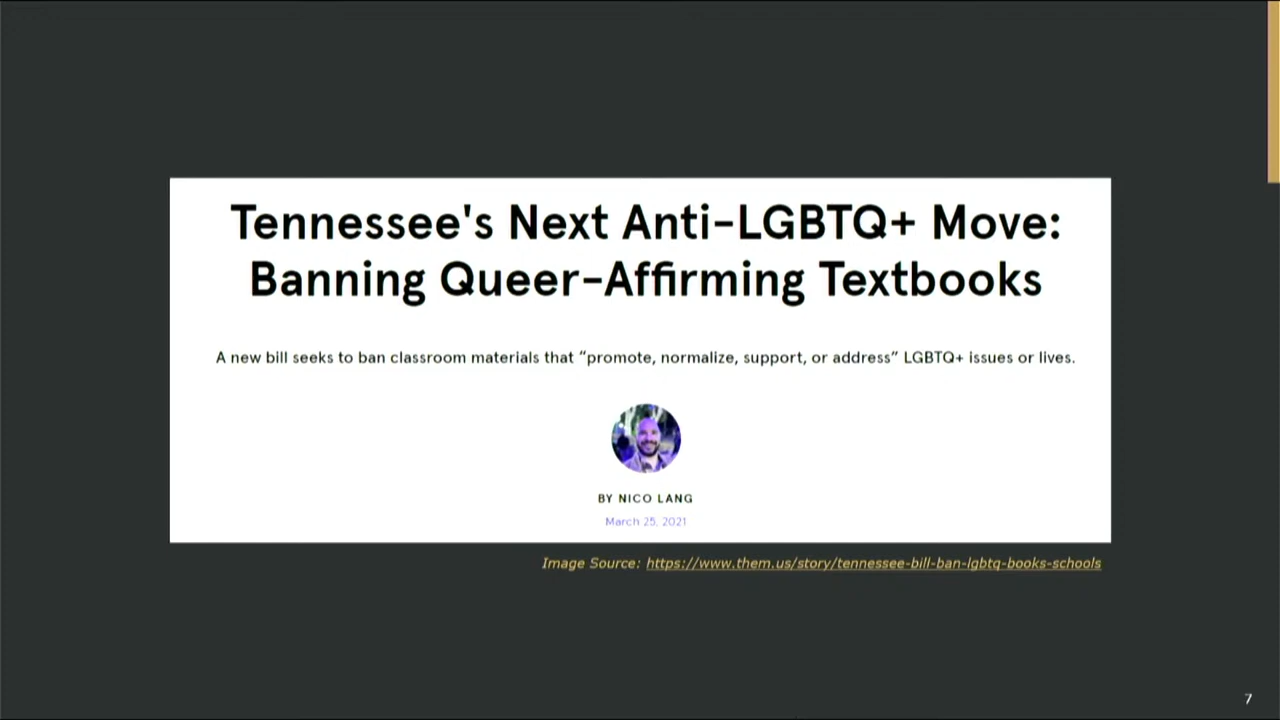 Tennessee's Next Anti-LGBTQ+ Move:
Banning Queer-Affirming Textbooks
A new bill seeks to ban classroom materials that “promote, normalize, support, or address” LGBTQ+ issues or lives.
BY NICO LANG
March 25, 2021
Image Source: https://www.them.us/story/tennessee-bill-ban-lgbtq-books-schools
7